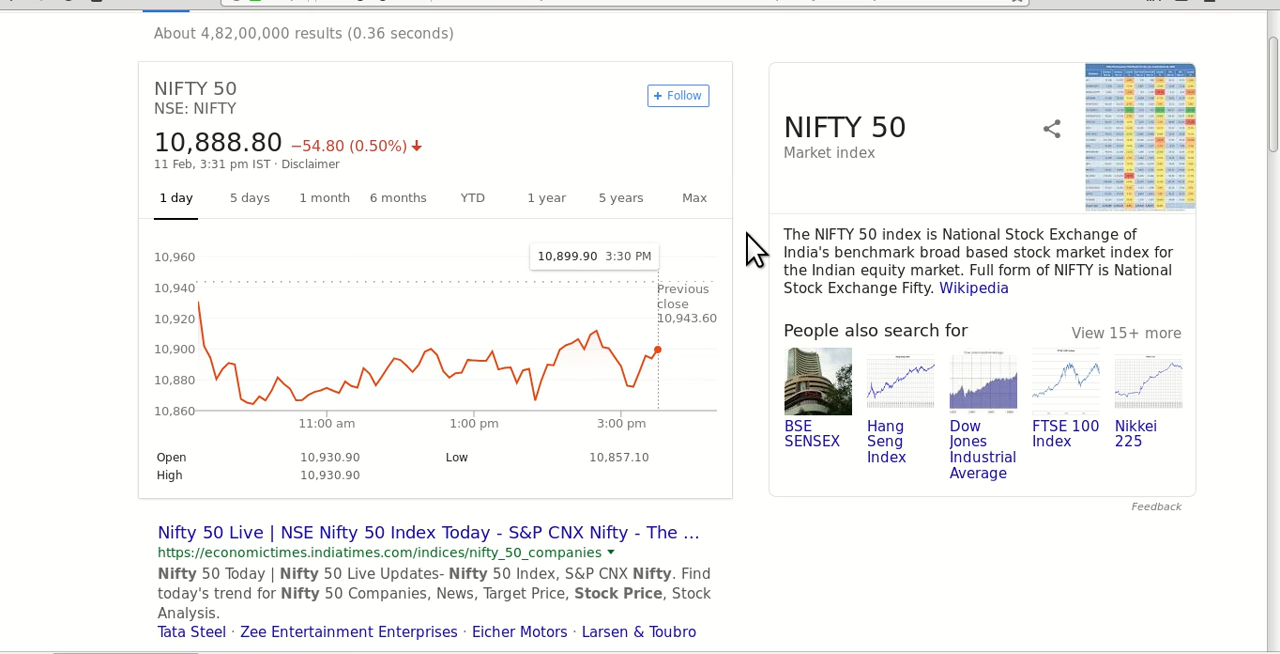 About 4,82,00,000 results (0.36 seconds)
NIFTY 50
NSE: NIFTY
+ Follow
10,888.80 −54.80 (0.50%)
11 Feb, 3:31 pm IST · Disclaimer
1 day 5 days 1 month 6 months YTD 1 year 5 years Max
10,899.90 3:30 PM
10,960
10,940
10,920
10,900
10,880
10,860
Previous
close
10,943.60
11:00 am 1:00 pm 3:00 pm
Open 10,930.90 Low 10,857.10
High 10,930.90
Nifty 50 Live | NSE Nifty 50 Index Today - S&P CNX Nifty - The ...
https://economictimes.indiatimes.com/indices/nifty_50_companies
Nifty 50 Today | Nifty 50 Live Updates- Nifty 50 Index, S&P CNX Nifty. Find
today's trend for Nifty 50 Companies, News, Target Price, Stock Price, Stock
Analysis.
Tata Steel · Zee Entertainment Enterprises · Eicher Motors · Larsen & Toubro
NIFTY 50
Market index
The NIFTY 50 index is National Stock Exchange of
India's benchmark broad based stock market index for
the Indian equity market. Full form of NIFTY is National
Stock Exchange Fifty. Wikipedia
People also search for
View 15+ more
BSE
SENSEX
Hang
Seng
Index
Dow
Jones
Industrial
Average
FTSE 100
Index
Nikkei
225
Feedback